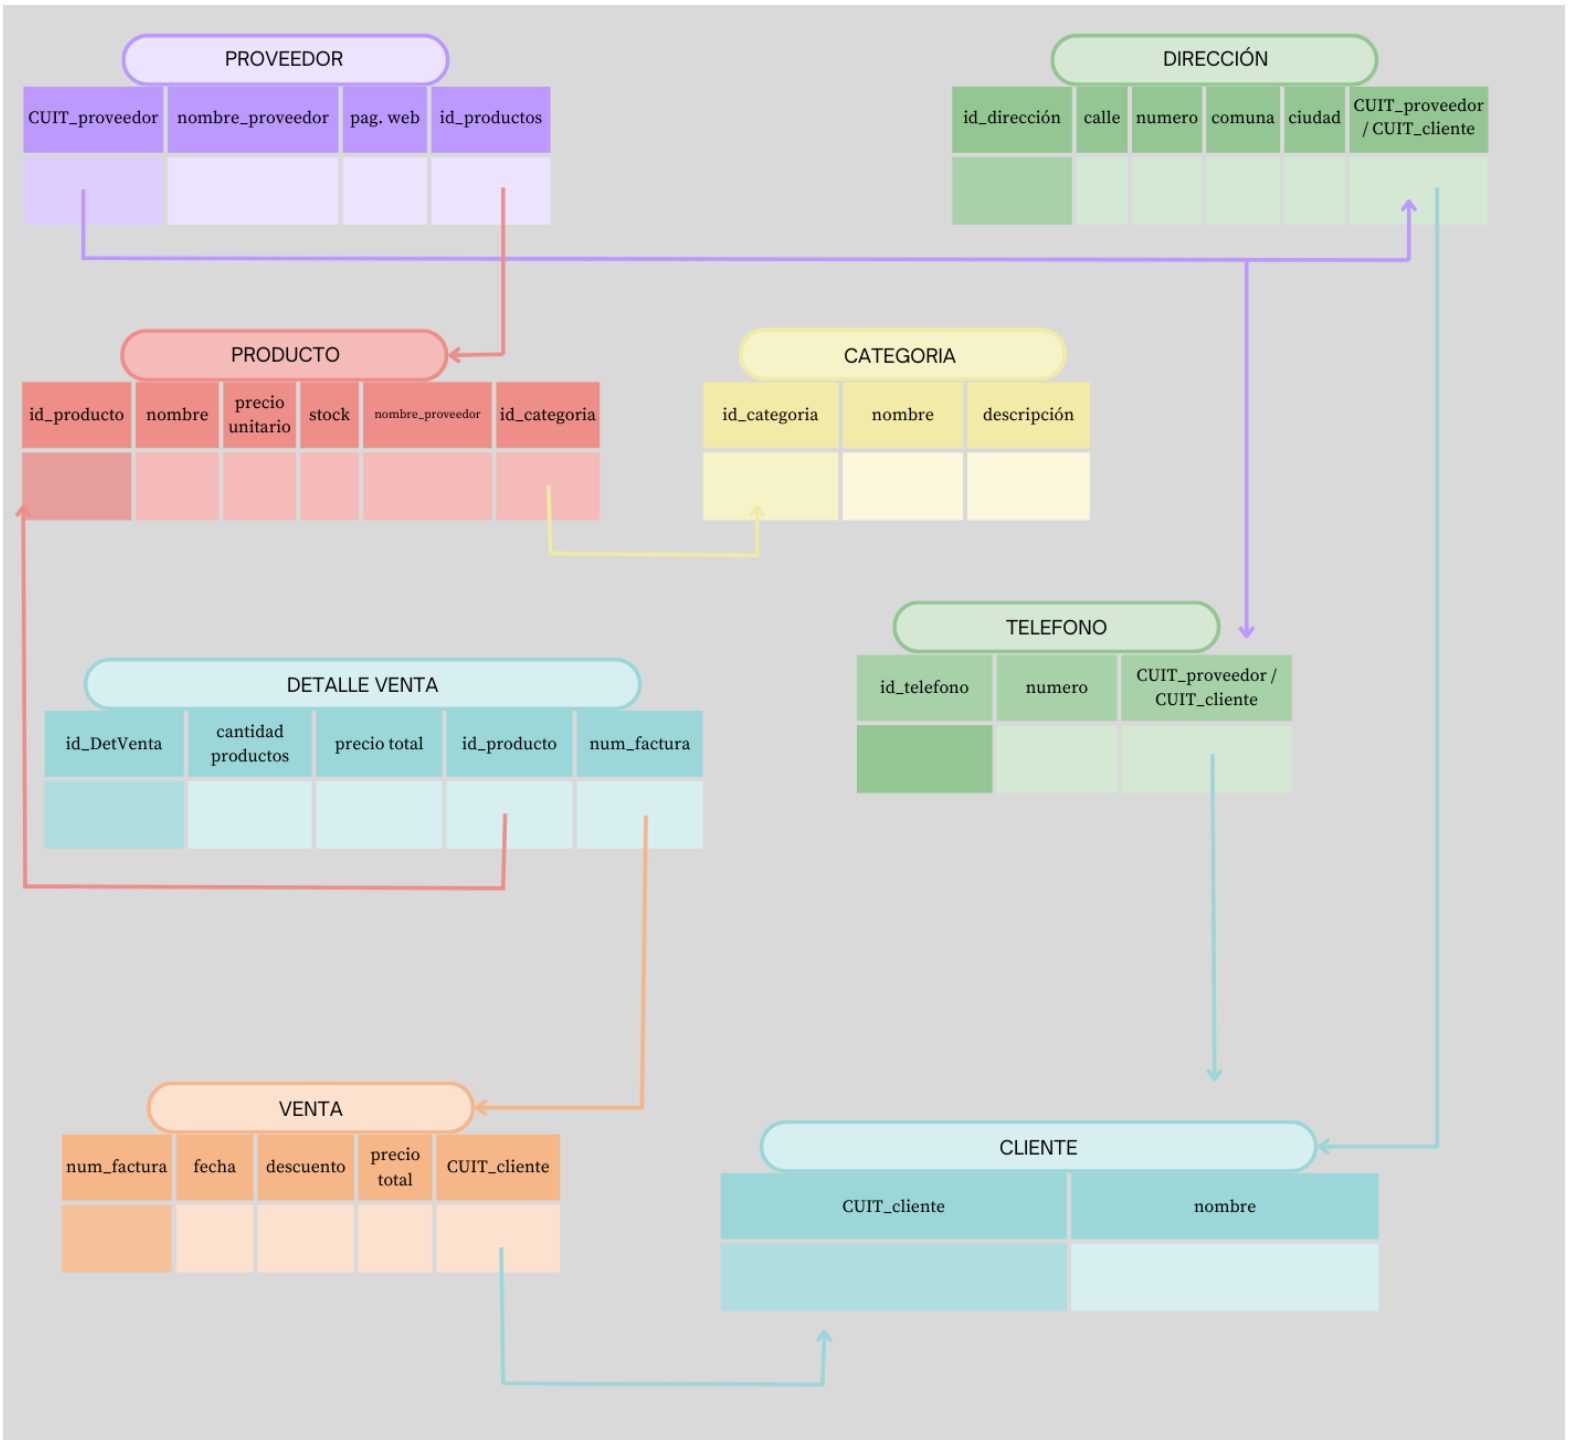 PROVEEDOR
CUIT_proveedor
nombre_proveedor
pag. web
id_productos
DIRECCIÓN
id_dirección
calle
numero
comuna
ciudad
CUIT_proveedor
/ CUIT_cliente
PRODUCTO
id_producto
nombre
precio
unitario
stock
nombre_proveedor
id_categoria
CATEGORIA
id_categoria
nombre
descripción
TELEFONO
id_telefono
numero
CUIT_proveedor /
CUIT_cliente
DETALLE VENTA
id_DetVenta
cantidad
productos
precio total
id_producto
num_factura
VENTA
num_factura
fecha
descuento
precio
total
CUIT_cliente
CLIENTE
CUIT_cliente
nombre